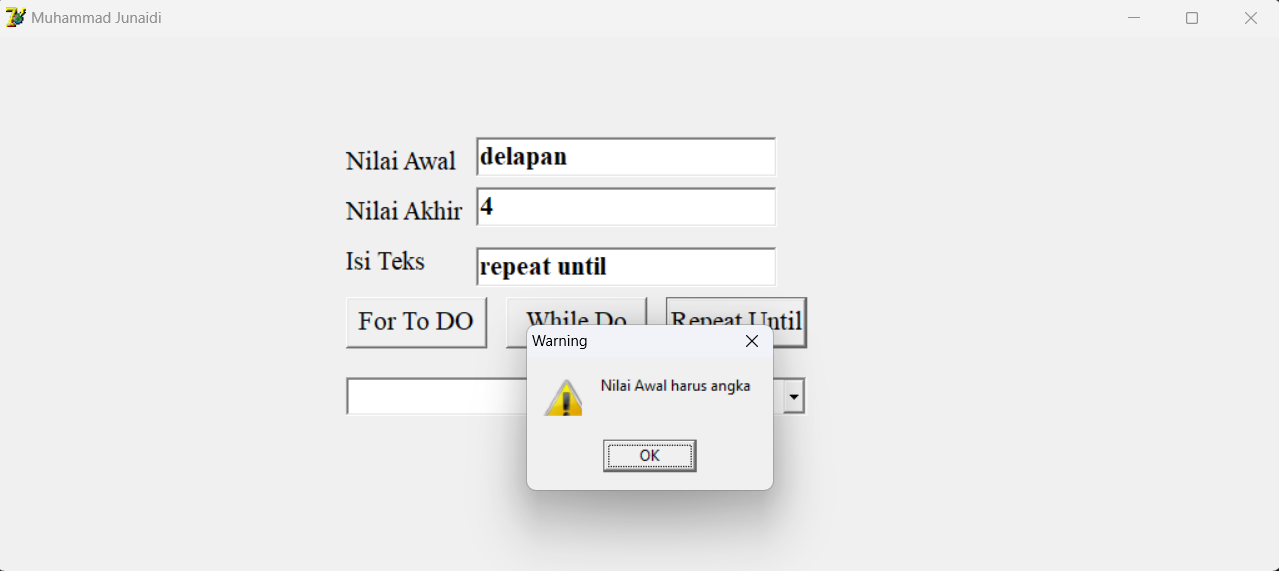 Muhammad Junaidi
Nilai Awal
delapan
Nilai Akhir
4
Isi Teks
repeat until
For To DO
While Do
Repeat Until
Warning
Nilai Awal harus angka
OK